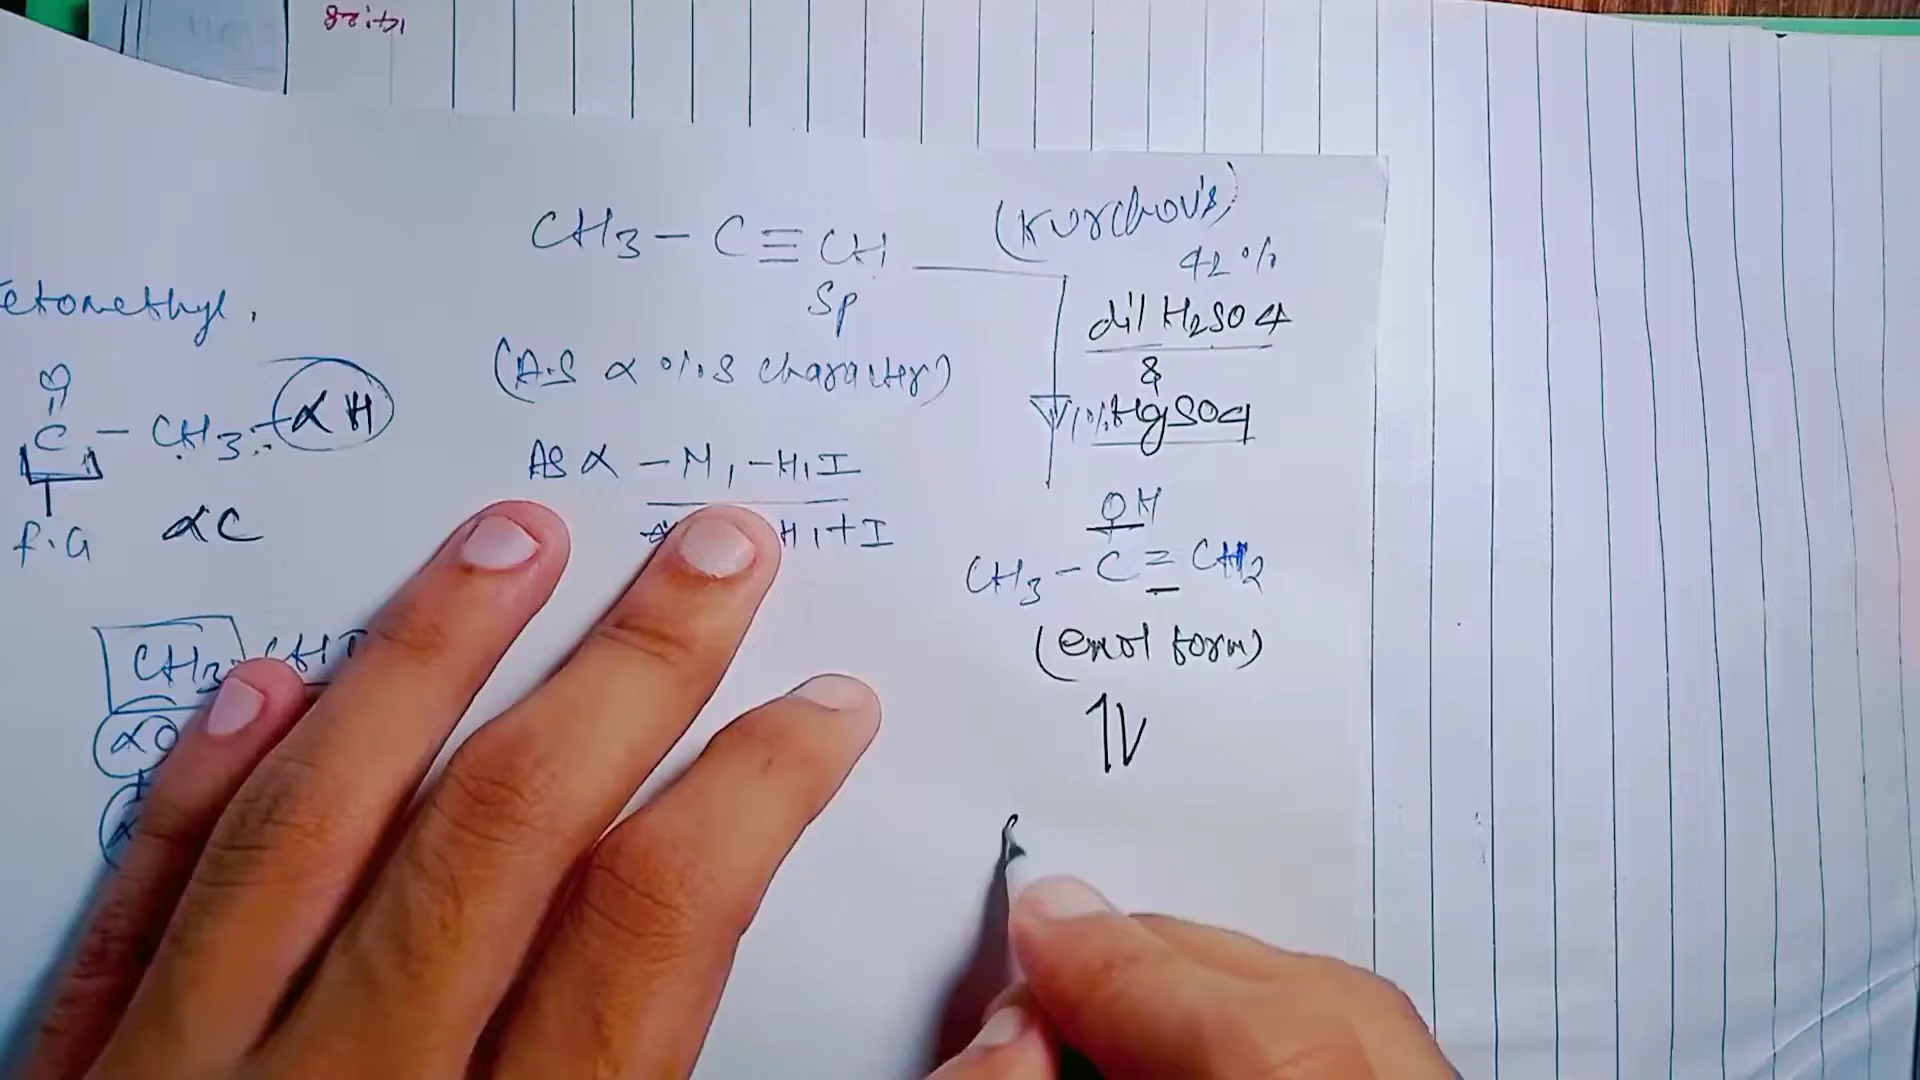 CH3 - C ≡ CH
Sp
(A.S ∝ %S character)
AS ∝ -M, -H, I
H, +I
(Kurchov's)
42%
dil H2SO4
&
1% HgSO4
OH
CH3 - C = CH2
(enol form)
⇅
etomethyl.
O
C - CH3 - αH
f.G
αC
CH3